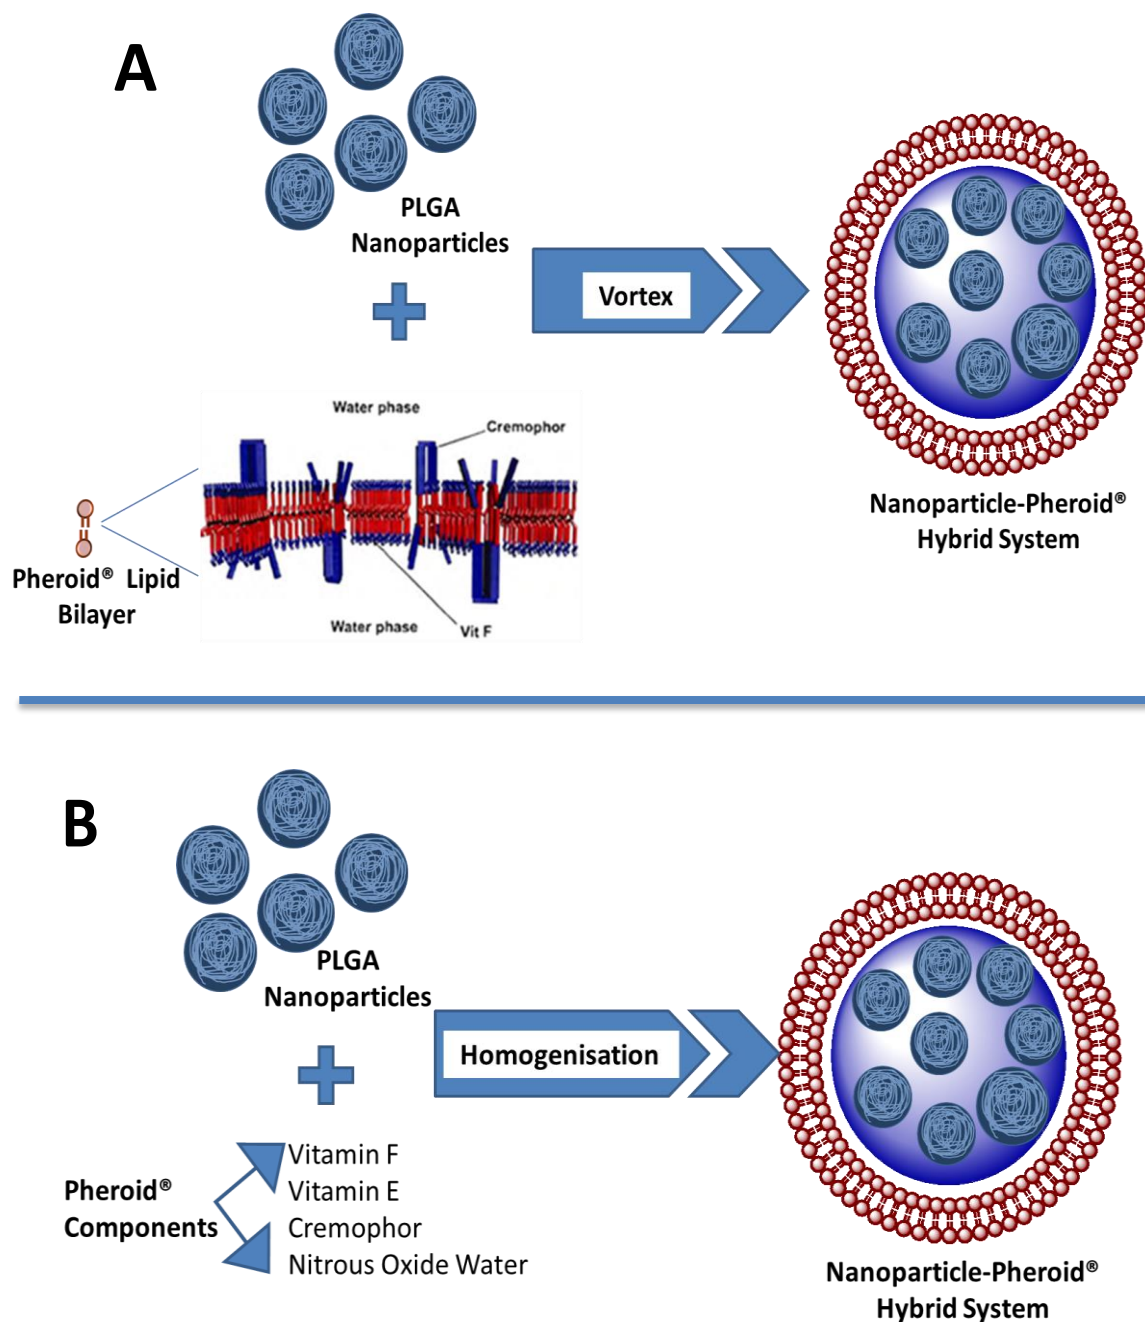 A
PLGA
Nanoparticles
Vortex
Water phase
Cremophor
Water phase
Vit F
Pheroid® Lipid
Bilayer
Nanoparticle-Pheroid®
Hybrid System
B
PLGA
Nanoparticles
Homogenisation
Pheroid®
Components
Vitamin F
Vitamin E
Cremophor
Nitrous Oxide Water
Nanoparticle-Pheroid®
Hybrid System